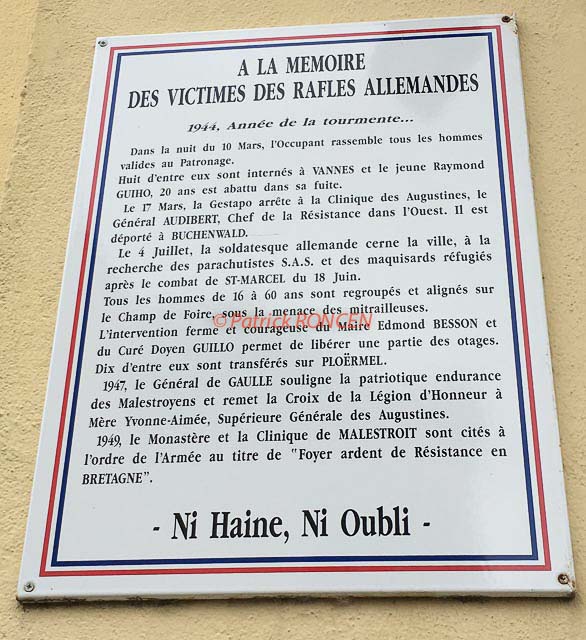 A LA MEMOIRE
DES VICTIMES DES RAFLES ALLEMANDES
1944, Année de la tourmente...
Dans la nuit du 10 Mars, l'Occupant rassemble tous les hommes
valides au Patronage.
Huit d'entre eux sont internés à VANNES et le jeune Raymond
GUIHO, 20 ans est abattu dans sa fuite.
Le 17 Mars, la Gestapo arrête à la Clinique des Augustines, le
Général AUDIBERT, Chef de la Résistance dans l'Ouest. Il est
déporté à BUCHENWALD.
Le 4 Juillet, la soldatesque allemande cerne la ville, à la
recherche des parachutistes S.A.S. et des maquisards réfugiés
après le combat de ST-MARCEL du 18 Juin.
Tous les hommes de 16 à 60 ans sont regroupés et alignés sur
le Champ de Foire, sous la menace des mitrailleuses.
© Patrick RONCEN
L'intervention ferme et courageuse du Maire Edmond BESSON et
du Curé Doyen GUILLO permet de libérer une partie des otages.
Dix d'entre eux sont transférés sur PLOËRMEL.
1947, le Général de GAULLE souligne la patriotique endurance
des Malestroyens et remet la Croix de la Légion d'Honneur à
Mère Yvonne-Aimée, Supérieure Générale des Augustines.
1949, le Monastère et la Clinique de MALESTROIT sont cités à
l'ordre de l'Armée au titre de "Foyer ardent de Résistance en
BRETAGNE".
- Ni Haine, Ni Oubli -